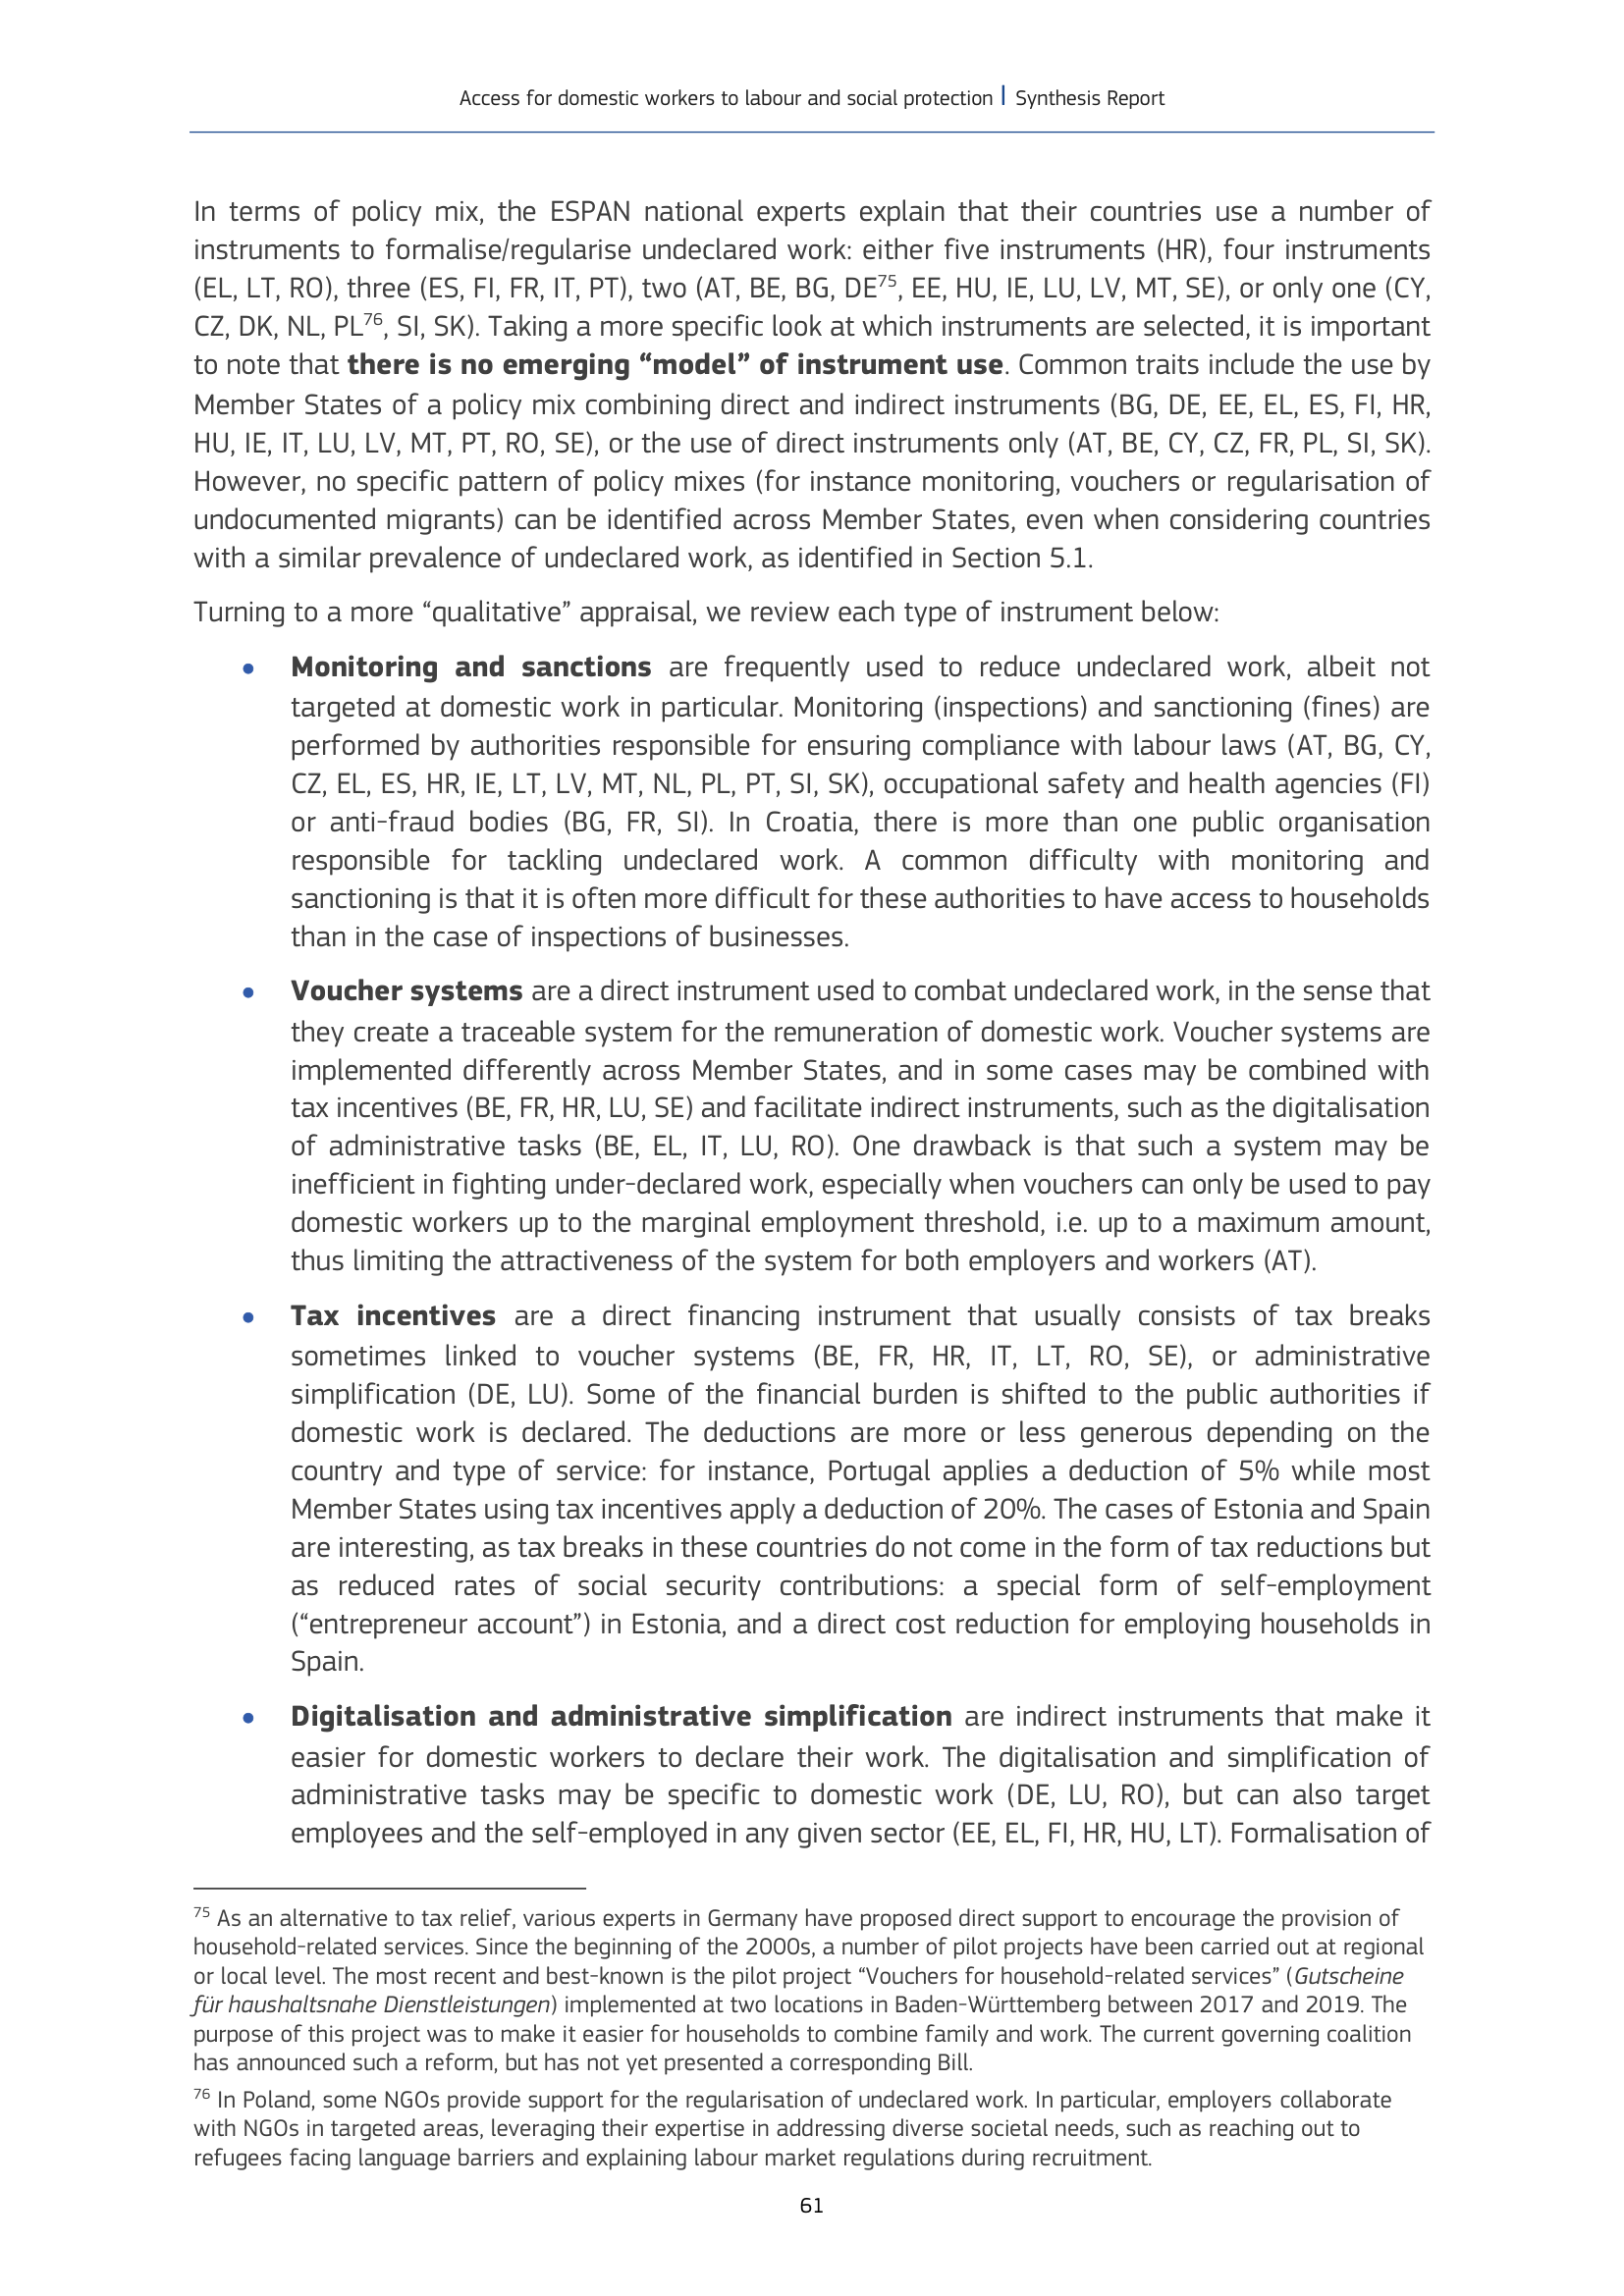 Access for domestic workers to labour and social protection | Synthesis Report
In terms of policy mix, the ESPAN national experts explain that their countries use a number of
instruments to formalise/regularise undeclared work: either five instruments (HR), four instruments
(EL, LT, RO), three (ES, FI, FR, IT, PT), two (AT, BE, BG, DE75, EE, HU, IE, LU, LV, MT, SE), or only one (CY,
CZ, DK, NL, PL76, SI, SK). Taking a more specific look at which instruments are selected, it is important
to note that there is no emerging “model” of instrument use. Common traits include the use by
Member States of a policy mix combining direct and indirect instruments (BG, DE, EE, EL, ES, FI, HR,
HU, IE, IT, LU, LV, MT, PT, RO, SE), or the use of direct instruments only (AT, BE, CY, CZ, FR, PL, SI, SK).
However, no specific pattern of policy mixes (for instance monitoring, vouchers or regularisation of
undocumented migrants) can be identified across Member States, even when considering countries
with a similar prevalence of undeclared work, as identified in Section 5.1.
Turning to a more “qualitative” appraisal, we review each type of instrument below:
• Monitoring and sanctions are frequently used to reduce undeclared work, albeit not
targeted at domestic work in particular. Monitoring (inspections) and sanctioning (fines) are
performed by authorities responsible for ensuring compliance with labour laws (AT, BG, CY,
CZ, EL, ES, HR, IE, LT, LV, MT, NL, PL, PT, SI, SK), occupational safety and health agencies (FI)
or anti-fraud bodies (BG, FR, SI). In Croatia, there is more than one public organisation
responsible for tackling undeclared work. A common difficulty with monitoring and
sanctioning is that it is often more difficult for these authorities to have access to households
than in the case of inspections of businesses.
• Voucher systems are a direct instrument used to combat undeclared work, in the sense that
they create a traceable system for the remuneration of domestic work. Voucher systems are
implemented differently across Member States, and in some cases may be combined with
tax incentives (BE, FR, HR, LU, SE) and facilitate indirect instruments, such as the digitalisation
of administrative tasks (BE, EL, IT, LU, RO). One drawback is that such a system may be
inefficient in fighting under-declared work, especially when vouchers can only be used to pay
domestic workers up to the marginal employment threshold, i.e. up to a maximum amount,
thus limiting the attractiveness of the system for both employers and workers (AT).
• Tax incentives are a direct financing instrument that usually consists of tax breaks
sometimes linked to voucher systems (BE, FR, HR, IT, LT, RO, SE), or administrative
simplification (DE, LU). Some of the financial burden is shifted to the public authorities if
domestic work is declared. The deductions are more or less generous depending on the
country and type of service: for instance, Portugal applies a deduction of 5% while most
Member States using tax incentives apply a deduction of 20%. The cases of Estonia and Spain
are interesting, as tax breaks in these countries do not come in the form of tax reductions but
as reduced rates of social security contributions: a special form of self-employment
(“entrepreneur account”) in Estonia, and a direct cost reduction for employing households in
Spain.
• Digitalisation and administrative simplification are indirect instruments that make it
easier for domestic workers to declare their work. The digitalisation and simplification of
administrative tasks may be specific to domestic work (DE, LU, RO), but can also target
employees and the self-employed in any given sector (EE, EL, FI, HR, HU, LT). Formalisation of
75 As an alternative to tax relief, various experts in Germany have proposed direct support to encourage the provision of
household-related services. Since the beginning of the 2000s, a number of pilot projects have been carried out at regional
or local level. The most recent and best-known is the pilot project “Vouchers for household-related services” (Gutscheine
für haushaltsnahe Dienstleistungen) implemented at two locations in Baden-Württemberg between 2017 and 2019. The
purpose of this project was to make it easier for households to combine family and work. The current governing coalition
has announced such a reform, but has not yet presented a corresponding Bill.
76 In Poland, some NGOs provide support for the regularisation of undeclared work. In particular, employers collaborate
with NGOs in targeted areas, leveraging their expertise in addressing diverse societal needs, such as reaching out to
refugees facing language barriers and explaining labour market regulations during recruitment.
61